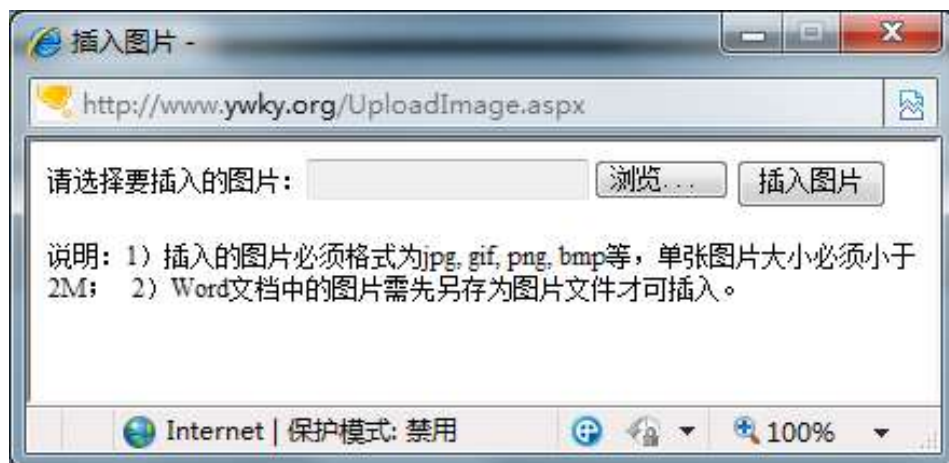 插入图片 -
http://www.ywky.org/UploadImage.aspx
请选择要插入的图片： 浏览... 插入图片
说明：1）插入的图片必须格式为jpg, gif, png, bmp等，单张图片大小必须小于
2M； 2）Word文档中的图片需先另存为图片文件才可插入。
Internet | 保护模式: 禁用 100%